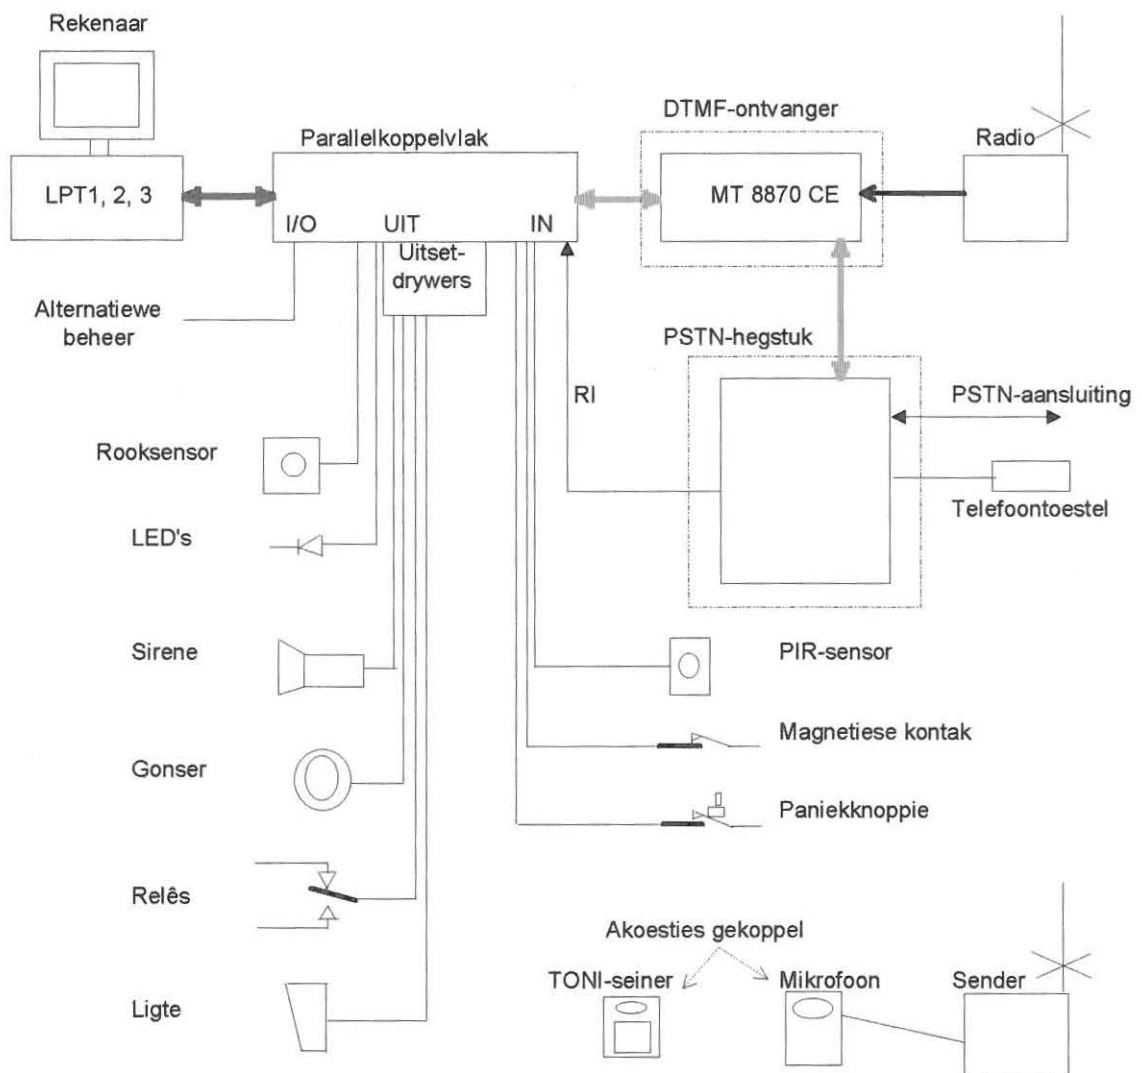 Rekenaar
DTMF-ontvanger
Radio
Parallelkoppelvlak
LPT1, 2, 3
MT 8870 CE
I/O
UIT
IN
Uitset-
drywers
Alternatiewe
beheer
PSTN-hegstuk
RI
PSTN-aansluiting
Rooksensor
Telefoontoestel
LED's
Sirene
PIR-sensor
Magnetiese kontak
Gonser
Paniekknoppie
Relês
Akoesties gekoppel
TONI-seiner
Mikrofoon
Sender
Ligte